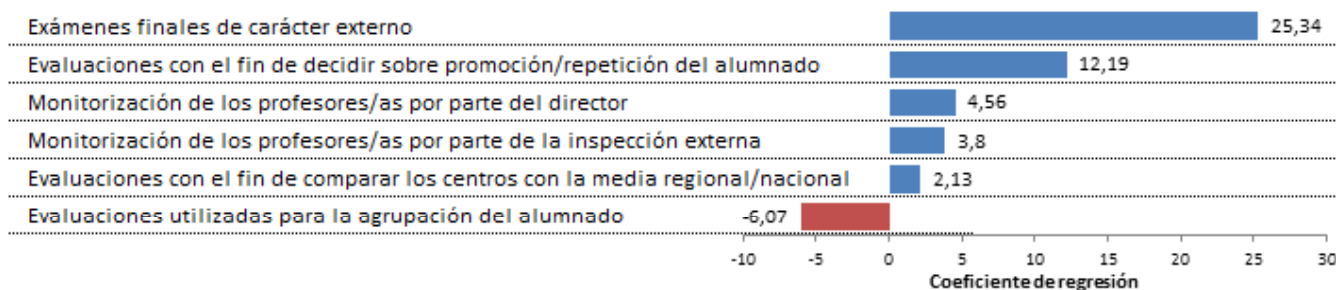 Exámenes finales de carácter externo 25,34
Evaluaciones con el fin de decidir sobre promoción/repetición del alumnado 12,19
Monitorización de los profesores/as por parte del director 4,56
Monitorización de los profesores/as por parte de la inspección externa 3,8
Evaluaciones con el fin de comparar los centros con la media regional/nacional 2,13
Evaluaciones utilizadas para la agrupación del alumnado -6,07
-10 -5 0 5 10 15 20 25 30
Coeficiente de regresión